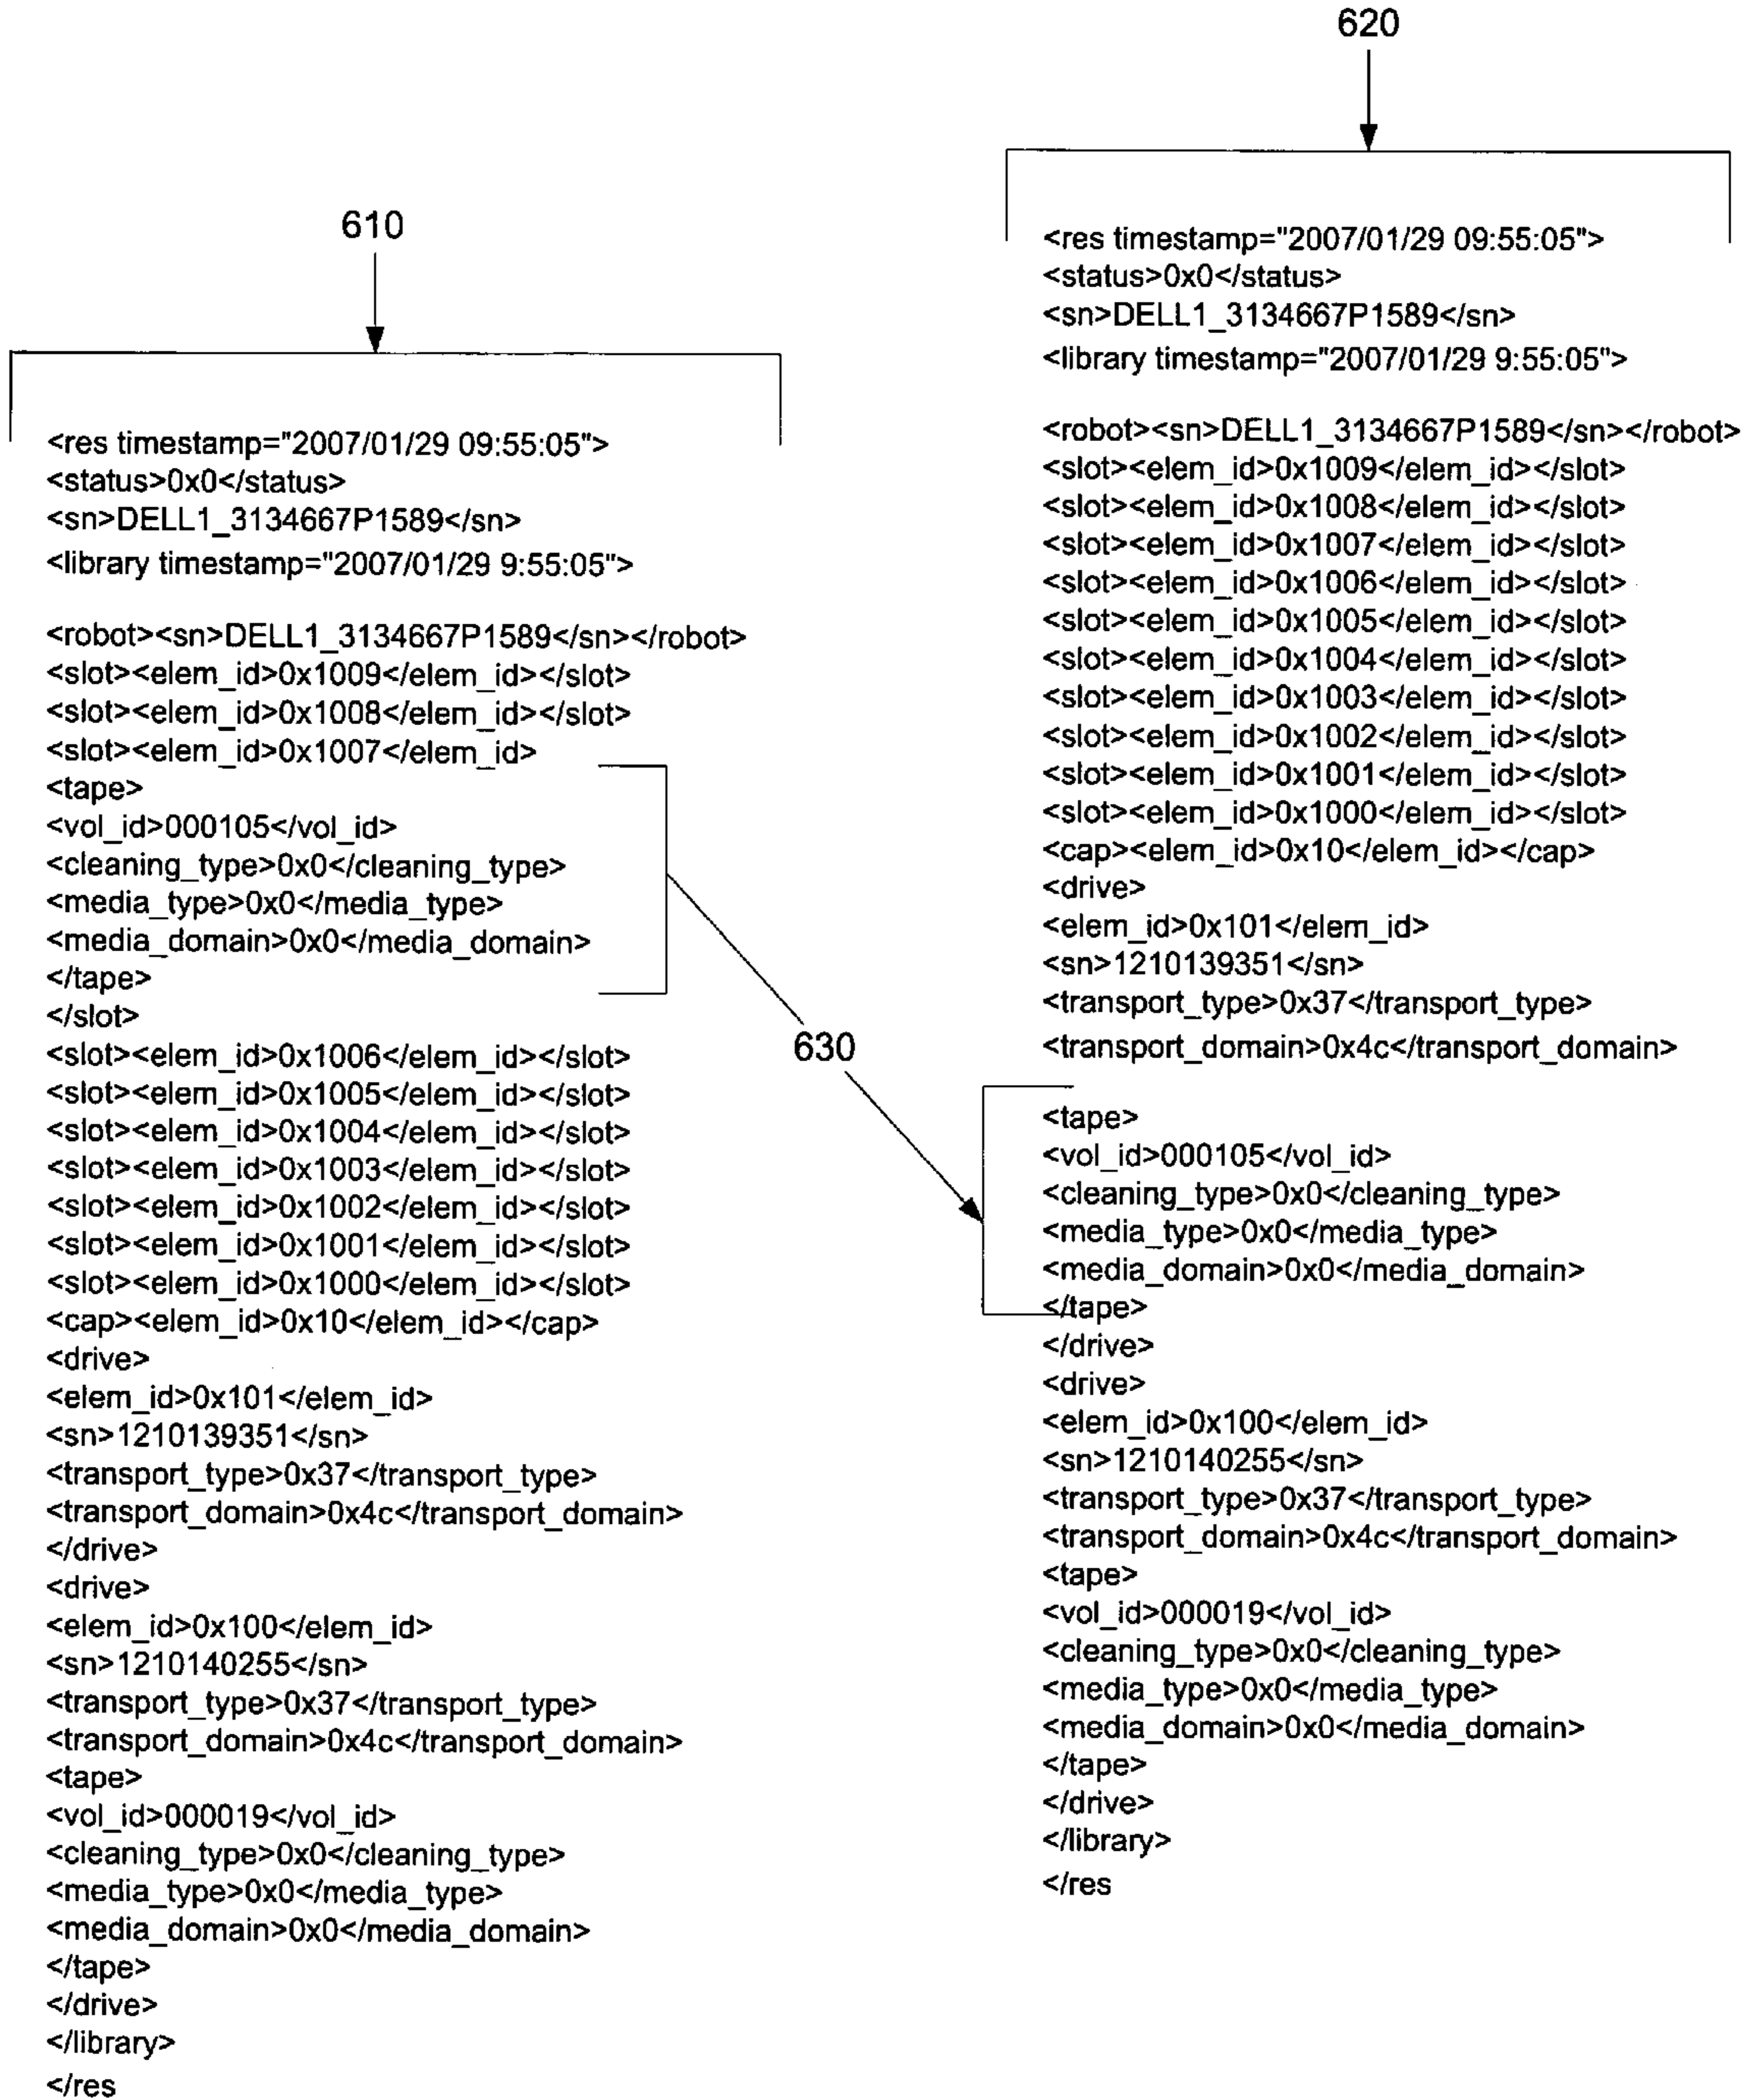 620
610
<res timestamp="2007/01/29 09:55:05">
<status>0x0</status>
<sn>DELL1_3134667P1589</sn>
<library timestamp="2007/01/29 9:55:05">
<robot><sn>DELL1_3134667P1589</sn></robot>
<slot><elem_id>0x1009</elem_id></slot>
<slot><elem_id>0x1008</elem_id></slot>
<slot><elem_id>0x1007</elem_id>
<tape>
<vol_id>000105</vol_id>
<cleaning_type>0x0</cleaning_type>
<media_type>0x0</media_type>
<media_domain>0x0</media_domain>
</tape>
</slot>
<slot><elem_id>0x1006</elem_id></slot>
<slot><elem_id>0x1005</elem_id></slot>
<slot><elem_id>0x1004</elem_id></slot>
<slot><elem_id>0x1003</elem_id></slot>
<slot><elem_id>0x1002</elem_id></slot>
<slot><elem_id>0x1001</elem_id></slot>
<slot><elem_id>0x1000</elem_id></slot>
<cap><elem_id>0x10</elem_id></cap>
<drive>
<elem_id>0x101</elem_id>
<sn>1210139351</sn>
<transport_type>0x37</transport_type>
<transport_domain>0x4c</transport_domain>
</drive>
<drive>
<elem_id>0x100</elem_id>
<sn>1210140255</sn>
<transport_type>0x37</transport_type>
<transport_domain>0x4c</transport_domain>
<tape>
<vol_id>000019</vol_id>
<cleaning_type>0x0</cleaning_type>
<media_type>0x0</media_type>
<media_domain>0x0</media_domain>
</tape>
</drive>
</library>
</res
630
<res timestamp="2007/01/29 09:55:05">
<status>0x0</status>
<sn>DELL1_3134667P1589</sn>
<library timestamp="2007/01/29 9:55:05">
<robot><sn>DELL1_3134667P1589</sn></robot>
<slot><elem_id>0x1009</elem_id></slot>
<slot><elem_id>0x1008</elem_id></slot>
<slot><elem_id>0x1007</elem_id></slot>
<slot><elem_id>0x1006</elem_id></slot>
<slot><elem_id>0x1005</elem_id></slot>
<slot><elem_id>0x1004</elem_id></slot>
<slot><elem_id>0x1003</elem_id></slot>
<slot><elem_id>0x1002</elem_id></slot>
<slot><elem_id>0x1001</elem_id></slot>
<slot><elem_id>0x1000</elem_id></slot>
<cap><elem_id>0x10</elem_id></cap>
<drive>
<elem_id>0x101</elem_id>
<sn>1210139351</sn>
<transport_type>0x37</transport_type>
<transport_domain>0x4c</transport_domain>
<tape>
<vol_id>000105</vol_id>
<cleaning_type>0x0</cleaning_type>
<media_type>0x0</media_type>
<media_domain>0x0</media_domain>
</tape>
</drive>
<drive>
<elem_id>0x100</elem_id>
<sn>1210140255</sn>
<transport_type>0x37</transport_type>
<transport_domain>0x4c</transport_domain>
<tape>
<vol_id>000019</vol_id>
<cleaning_type>0x0</cleaning_type>
<media_type>0x0</media_type>
<media_domain>0x0</media_domain>
</tape>
</drive>
</library>
</res